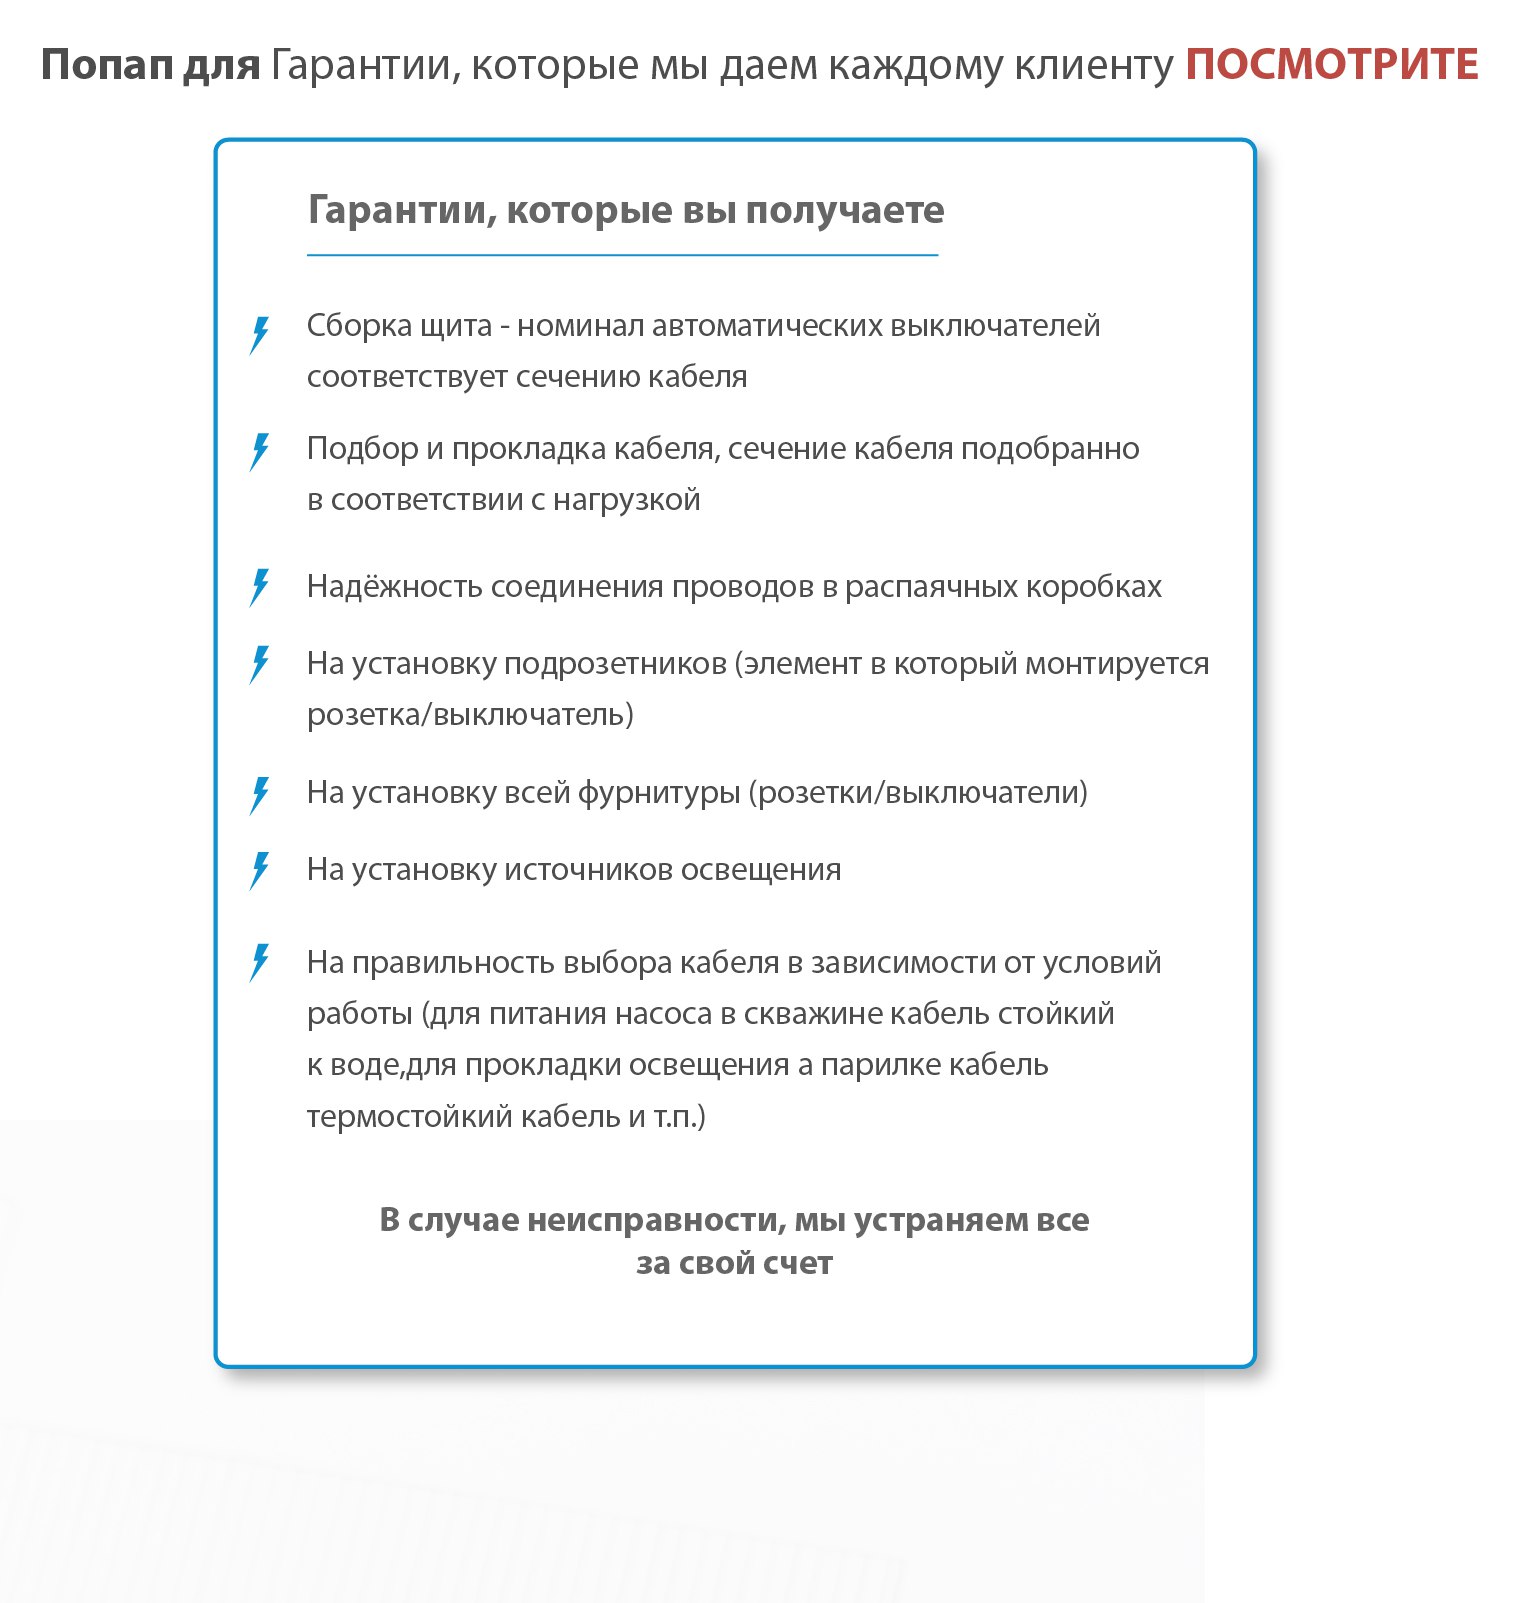 Попап для Гарантии, которые мы даем каждому клиенту ПОСМОТРИТЕ
Гарантии, которые вы получаете
Сборка щита - номинал автоматических выключателей
соответствует сечению кабеля
Подбор и прокладка кабеля, сечение кабеля подобранно
в соответствии с нагрузкой
Надёжность соединения проводов в распаячных коробках
На установку подрозетников (элемент в который монтируется
розетка/выключатель)
На установку всей фурнитуры (розетки/выключатели)
На установку источников освещения
На правильность выбора кабеля в зависимости от условий
работы (для питания насоса в скважине кабель стойкий
к воде,для прокладки освещения а парилке кабель
термостойкий кабель и т.п.)
В случае неисправности, мы устраняем все
за свой счет